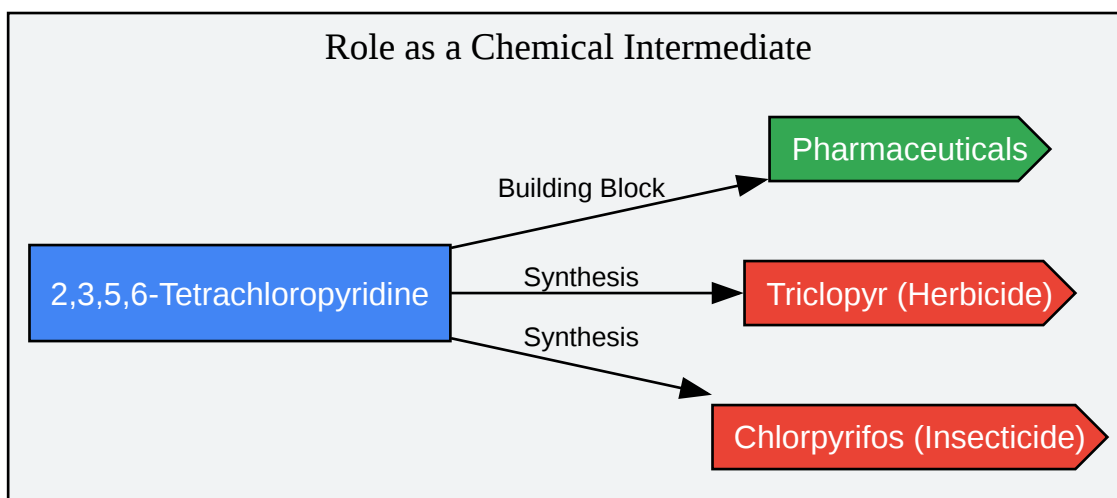 Role as a Chemical Intermediate
Pharmaceuticals
Building Block
2,3,5,6-Tetrachloropyridine
Synthesis
Triclopyr (Herbicide)
Synthesis
Chlorpyrifos (Insecticide)